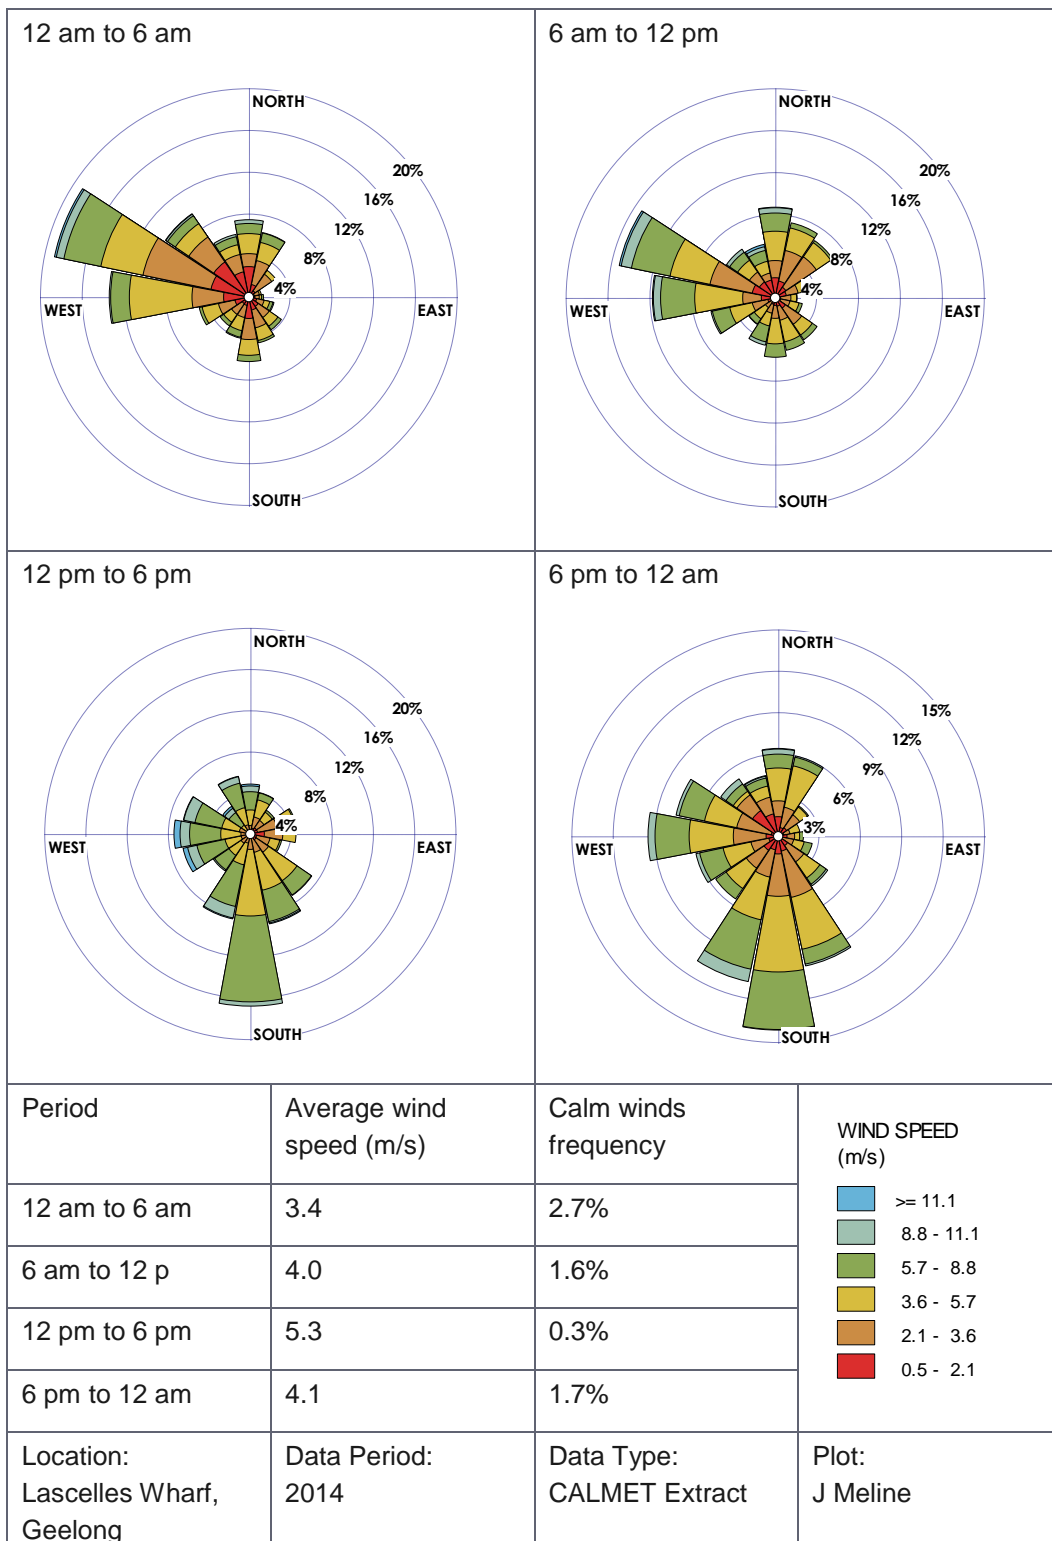 12 am to 6 am
NORTH
20%
16%
12%
8%
4%
WEST
EAST
SOUTH
6 am to 12 pm
NORTH
20%
16%
12%
8%
4%
WEST
EAST
SOUTH
12 pm to 6 pm
NORTH
20%
16%
12%
8%
4%
WEST
EAST
SOUTH
6 pm to 12 am
NORTH
15%
12%
9%
6%
3%
WEST
EAST
SOUTH
Period
Average wind
speed (m/s)
Calm winds
frequency
12 am to 6 am
3.4
2.7%
6 am to 12 p
4.0
1.6%
12 pm to 6 pm
5.3
0.3%
6 pm to 12 am
4.1
1.7%
WIND SPEED
(m/s)
>= 11.1
8.8 - 11.1
5.7 - 8.8
3.6 - 5.7
2.1 - 3.6
0.5 - 2.1
Location:
Lascelles Wharf,
Geelong
Data Period:
2014
Data Type:
CALMET Extract
Plot:
J Meline